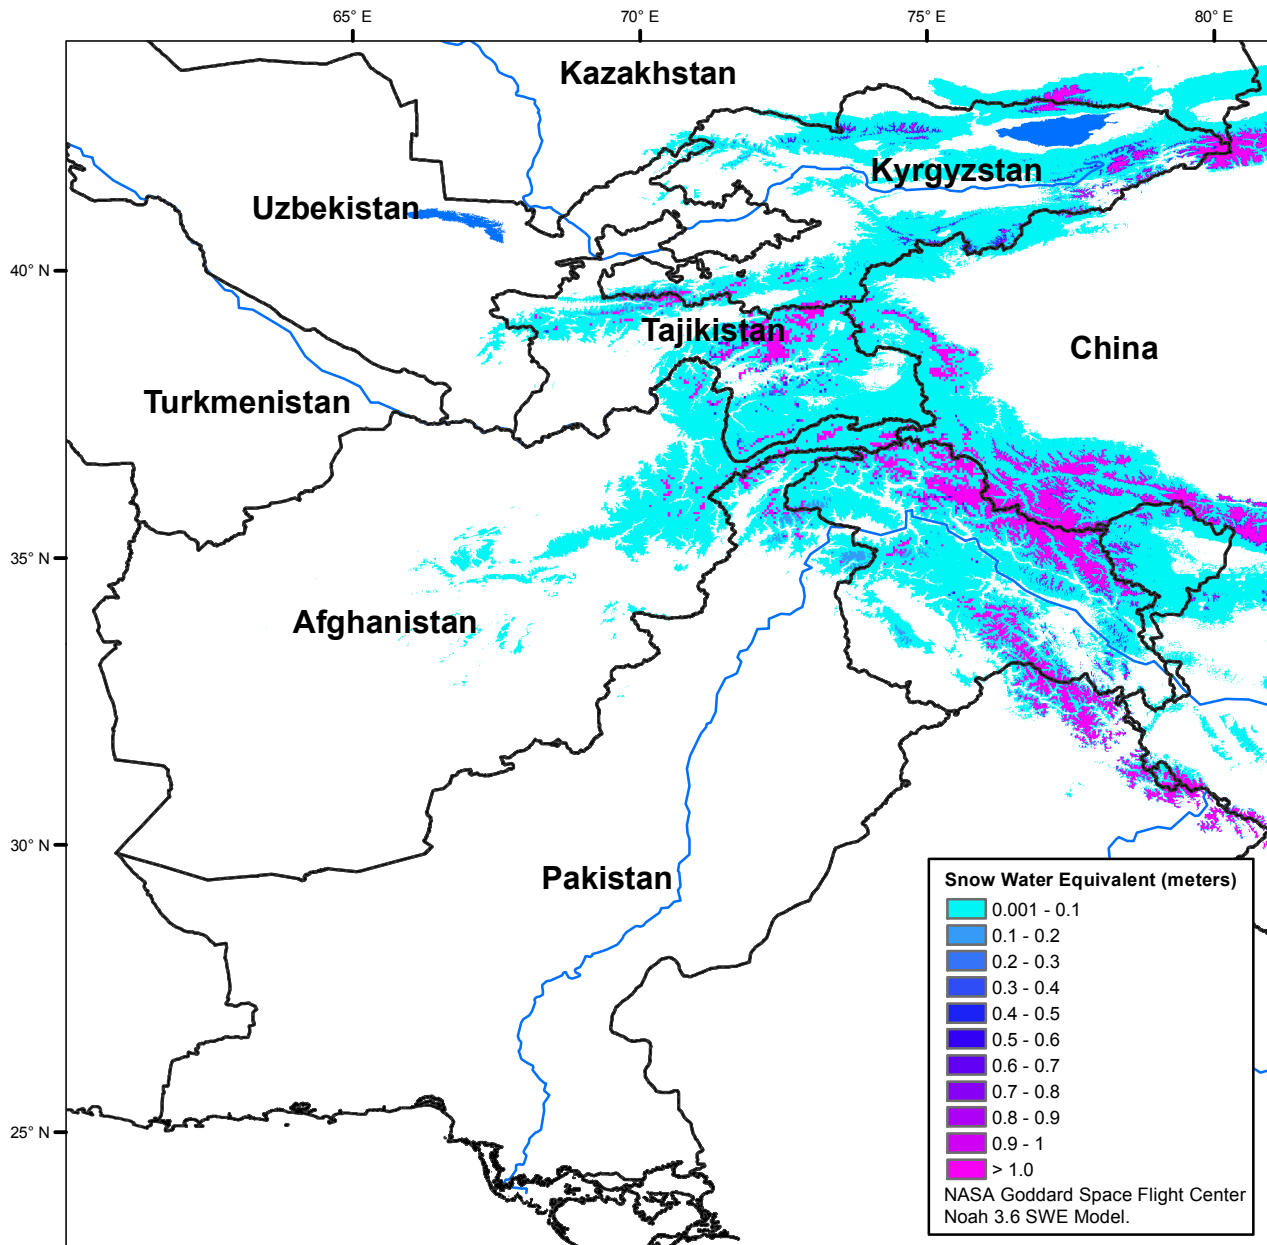 65° E
70° E
75° E
80° E
Kazakhstan
Kyrgyzstan
Uzbekistan
40° N
Tajikistan
China
Turkmenistan
35° N
Afghanistan
30° N
Pakistan
Snow Water Equivalent (meters)
0.001 - 0.1
0.1 - 0.2
0.2 - 0.3
0.3 - 0.4
0.4 - 0.5
0.5 - 0.6
0.6 - 0.7
0.7 - 0.8
0.8 - 0.9
0.9 - 1
> 1.0
NASA Goddard Space Flight Center
Noah 3.6 SWE Model.
25° N